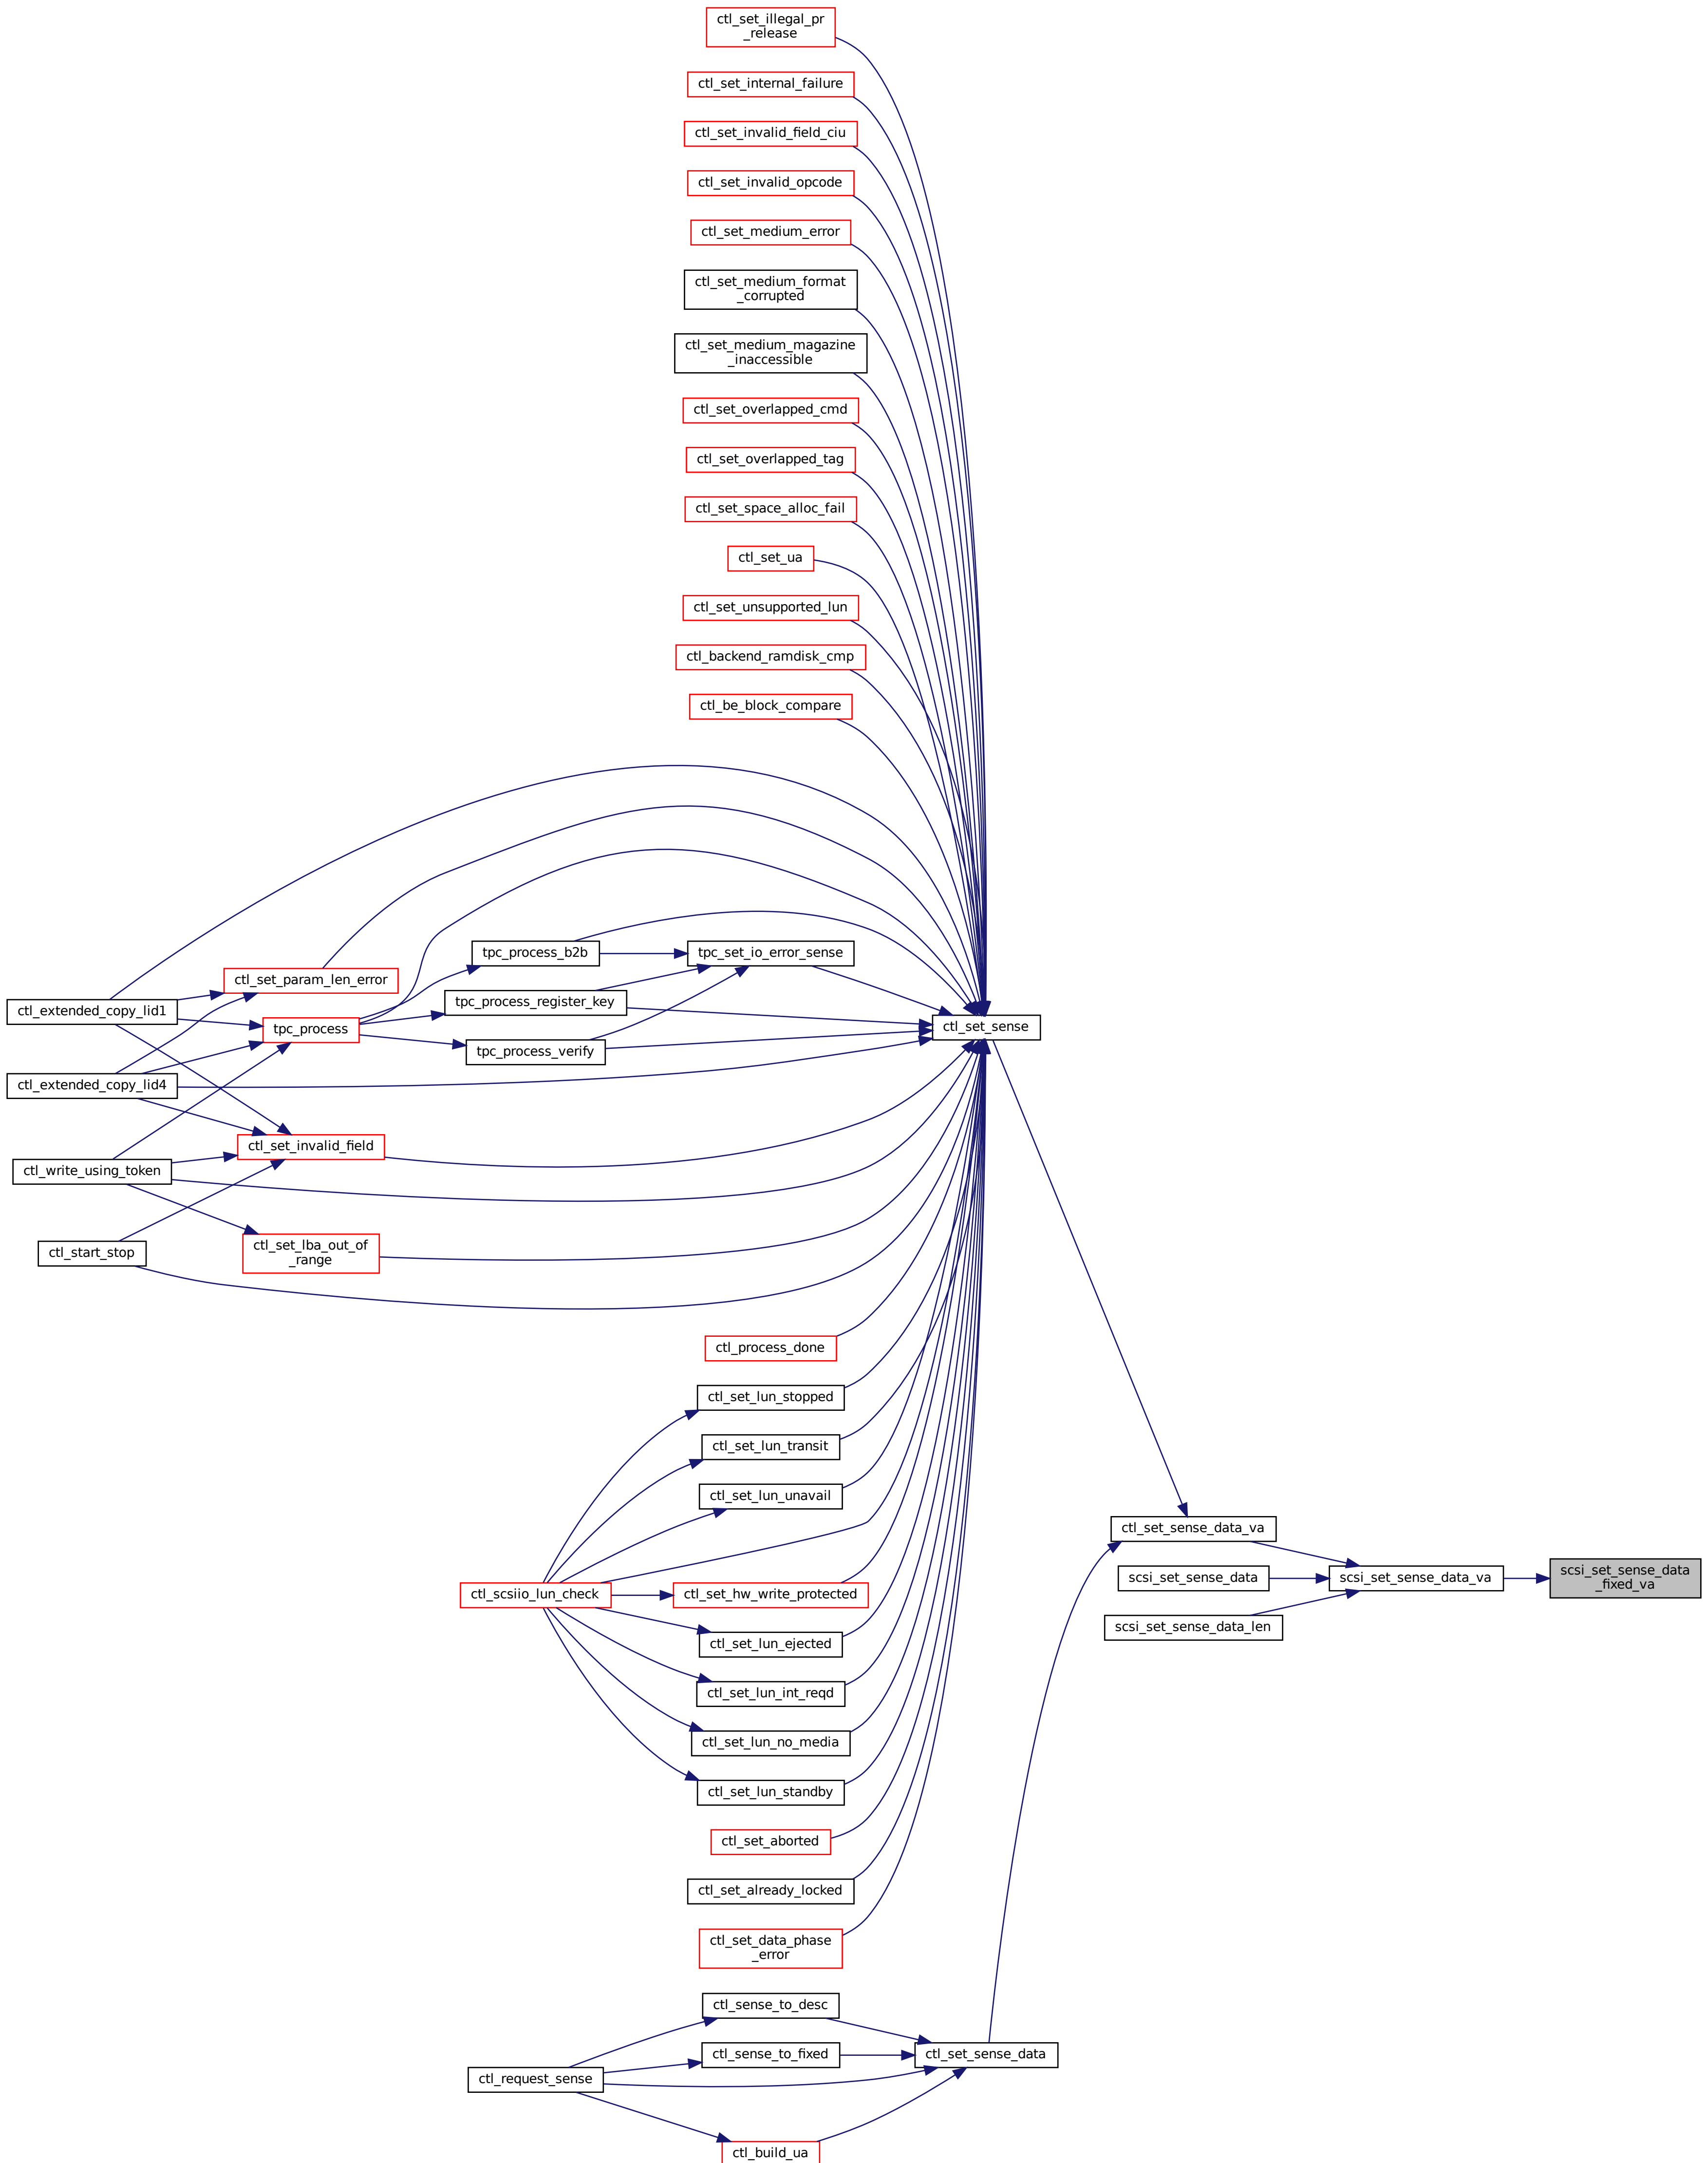 ctl_set_illegal_pr
_release
ctl_set_internal_failure
ctl_set_invalid_field_ciu
ctl_set_invalid_opcode
ctl_set_medium_error
ctl_set_medium_format
_corrupted
ctl_set_medium_magazine
_inaccessible
ctl_set_overlapped_cmd
ctl_set_overlapped_tag
ctl_set_space_alloc_fail
ctl_set_ua
ctl_set_unsupported_lun
ctl_backend_ramdisk_cmp
ctl_be_block_compare
tpc_process_b2b
tpc_set_io_error_sense
ctl_set_param_len_error
tpc_process_register_key
ctl_extended_copy_lid1
tpc_process
ctl_set_sense
tpc_process_verify
ctl_extended_copy_lid4
ctl_set_invalid_field
ctl_write_using_token
ctl_start_stop
ctl_set_lba_out_of
_range
ctl_process_done
ctl_set_lun_stopped
ctl_set_lun_transit
ctl_set_lun_unavail
ctl_set_sense_data_va
scsi_set_sense_data
scsi_set_sense_data_va
scsi_set_sense_data
_fixed_va
ctl_scsiio_lun_check
ctl_set_hw_write_protected
scsi_set_sense_data_len
ctl_set_lun_ejected
ctl_set_lun_int_reqd
ctl_set_lun_no_media
ctl_set_lun_standby
ctl_set_aborted
ctl_set_already_locked
ctl_set_data_phase
_error
ctl_sense_to_desc
ctl_sense_to_fixed
ctl_set_sense_data
ctl_request_sense
ctl_build_ua